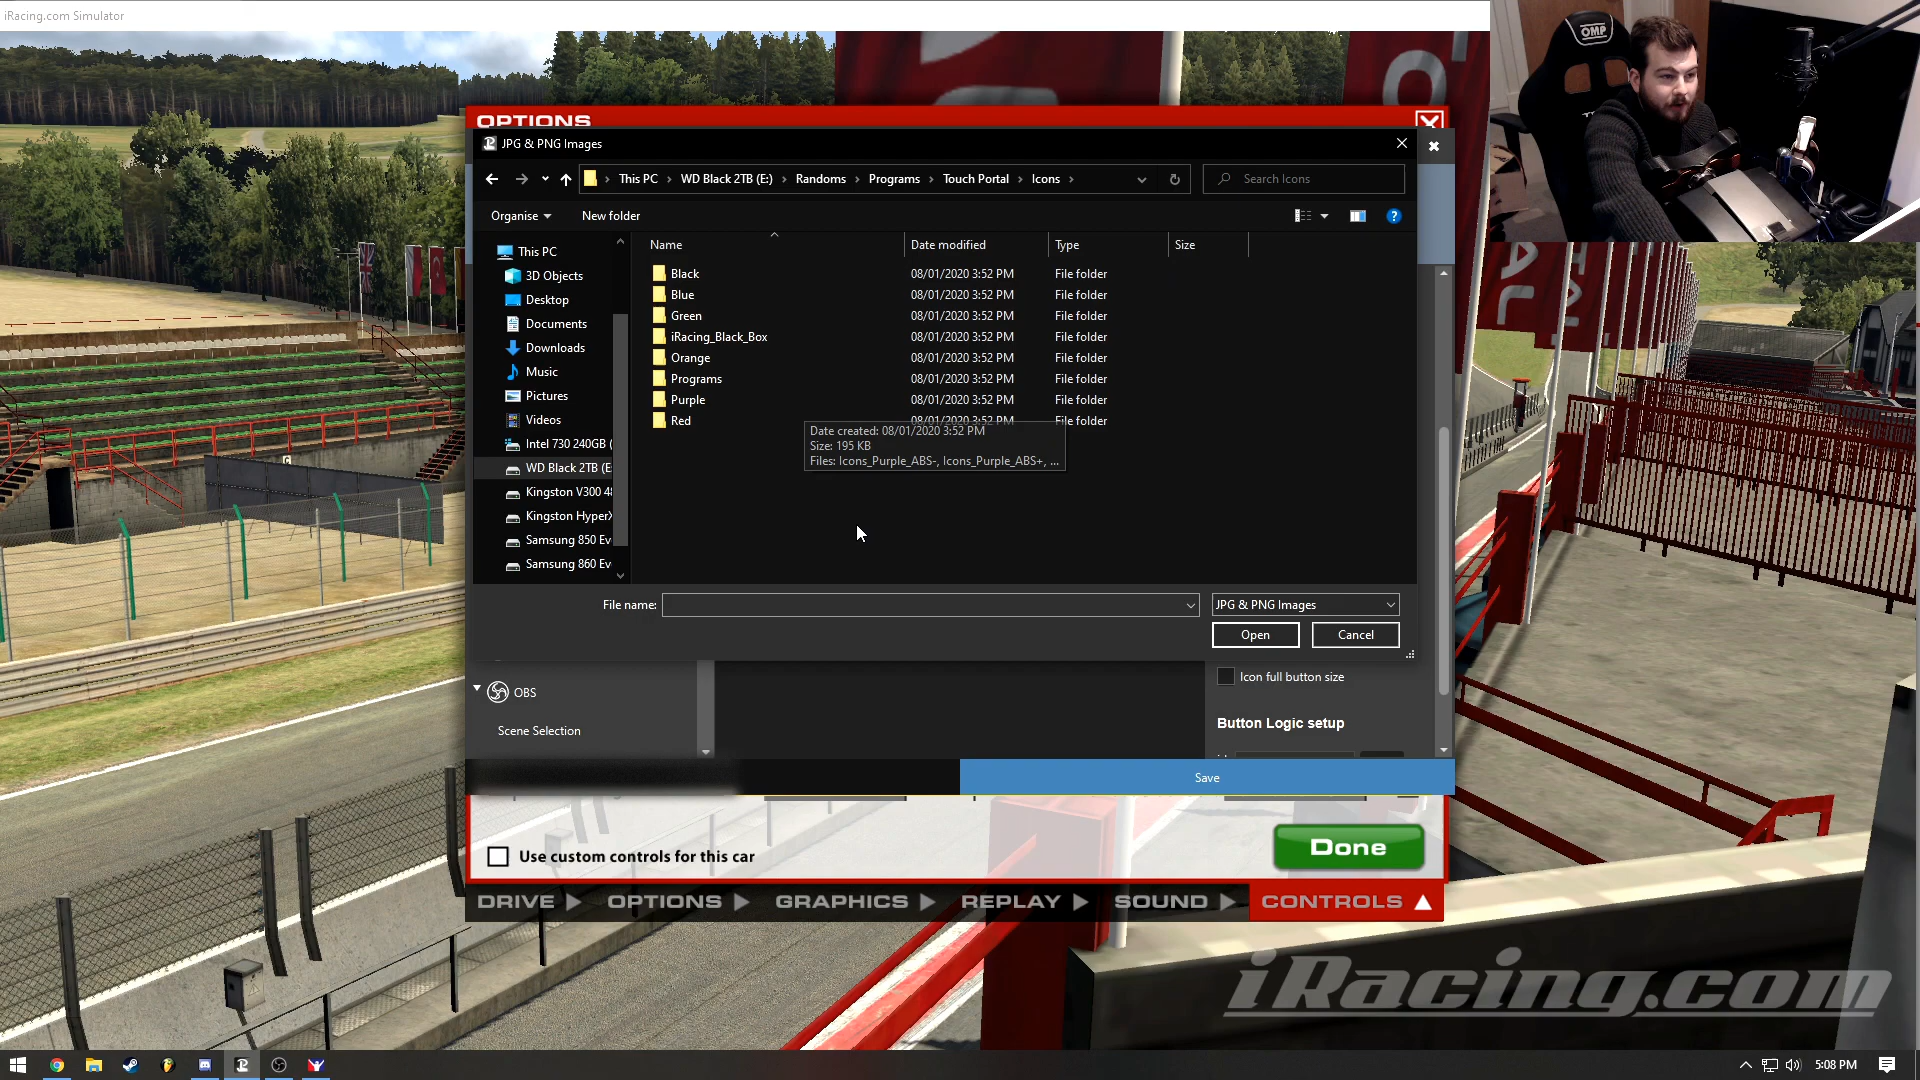 iRacing.com Simulator
OMP
OPTIONS
JPG & PNG Images
This PC › WD Black 2TB (E:) › Randoms › Programs › Touch Portal › Icons ›
Search Icons
Organise
New folder
Name
Date modified
Type
Size
This PC
3D Objects
Desktop
Documents
Downloads
Music
Pictures
Videos
Intel 730 240GB (
WD Black 2TB (E
Kingston V300 48
Kingston HyperX
Samsung 850 Ev
Samsung 860 Ev
Black 08/01/2020 3:52 PM File folder
Blue 08/01/2020 3:52 PM File folder
Green 08/01/2020 3:52 PM File folder
iRacing_Black_Box 08/01/2020 3:52 PM File folder
Orange 08/01/2020 3:52 PM File folder
Programs 08/01/2020 3:52 PM File folder
Purple 08/01/2020 3:52 PM File folder
Red 08/01/2020 3:52 PM File folder
Date created: 08/01/2020 3:52 PM
Size: 195 KB
Files: Icons_Purple_ABS-, Icons_Purple_ABS+, ...
File name:
JPG & PNG Images
Open
Cancel
OBS
Scene Selection
Icon full button size
Button Logic setup
Save
Use custom controls for this car
Done
DRIVE OPTIONS GRAPHICS REPLAY SOUND CONTROLS
iRacing.com
5:08 PM